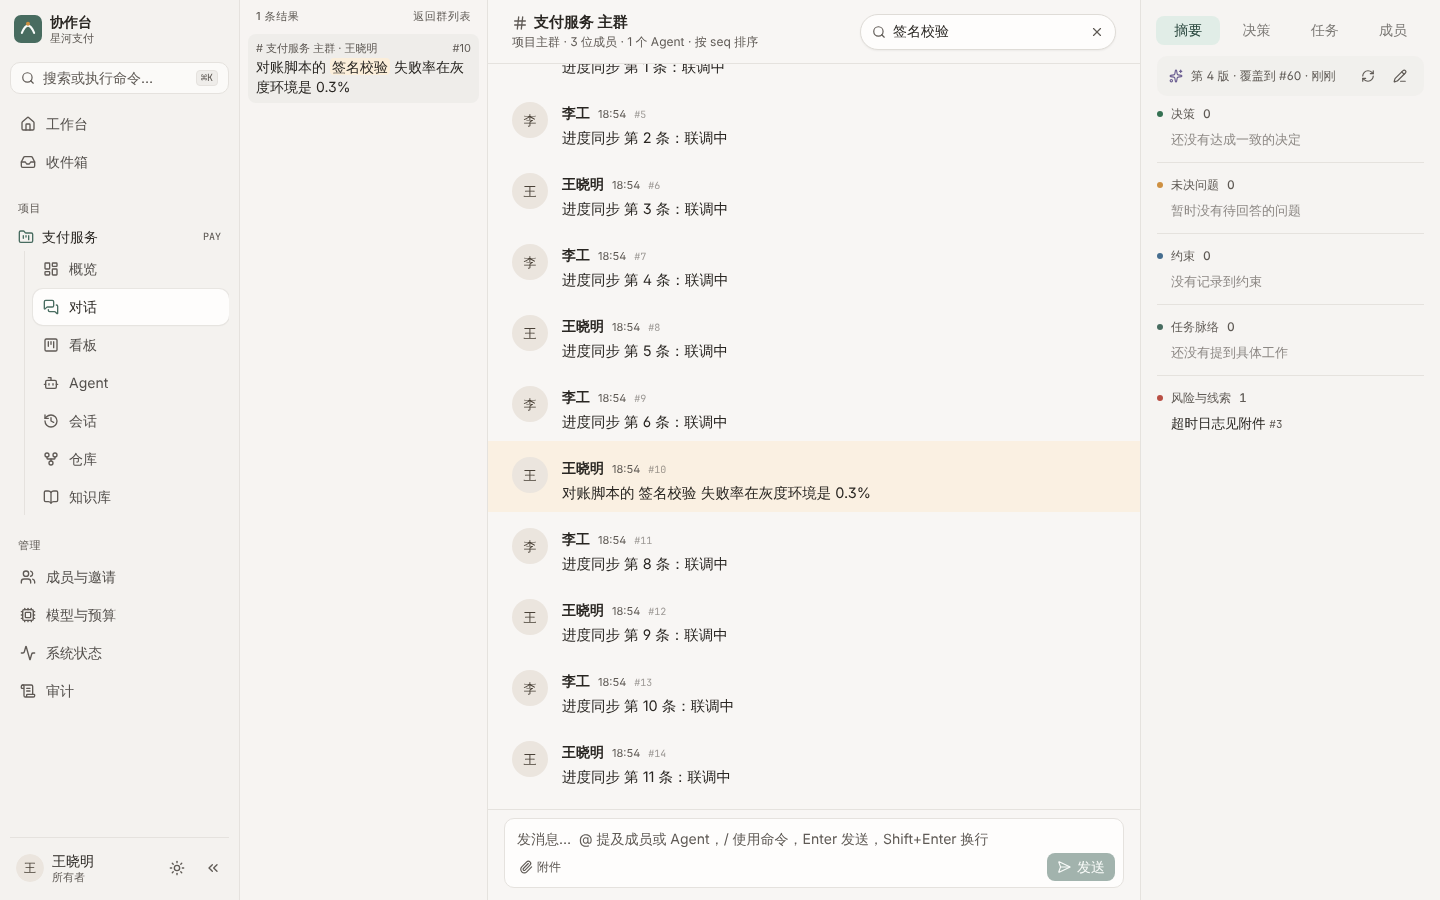 协作台
星河支付
搜索或执行命令... ⌘K
工作台
收件箱
项目
支付服务 PAY
概览
对话
看板
Agent
会话
仓库
知识库
管理
成员与邀请
模型与预算
系统状态
审计
王 王晓明
所有者
1 条结果 返回群列表
# 支付服务 主群 · 王晓明 #10
对账脚本的 签名校验 失败率在灰
度环境是 0.3%
# 支付服务 主群
项目主群 · 3 位成员 · 1 个 Agent · 按 seq 排序
签名校验
进度同步 第 1 条：联调中
李 李工 18:54 #5
进度同步 第 2 条：联调中
王 王晓明 18:54 #6
进度同步 第 3 条：联调中
李 李工 18:54 #7
进度同步 第 4 条：联调中
王 王晓明 18:54 #8
进度同步 第 5 条：联调中
李 李工 18:54 #9
进度同步 第 6 条：联调中
王 王晓明 18:54 #10
对账脚本的 签名校验 失败率在灰度环境是 0.3%
李 李工 18:54 #11
进度同步 第 8 条：联调中
王 王晓明 18:54 #12
进度同步 第 9 条：联调中
李 李工 18:54 #13
进度同步 第 10 条：联调中
王 王晓明 18:54 #14
进度同步 第 11 条：联调中
发消息... @ 提及成员或 Agent，/ 使用命令，Enter 发送，Shift+Enter 换行
附件 发送
摘要 决策 任务 成员
第 4 版 · 覆盖到 #60 · 刚刚
决策 0
还没有达成一致的决定
未决问题 0
暂时没有待回答的问题
约束 0
没有记录到约束
任务脉络 0
还没有提到具体工作
风险与线索 1
超时日志见附件 #3